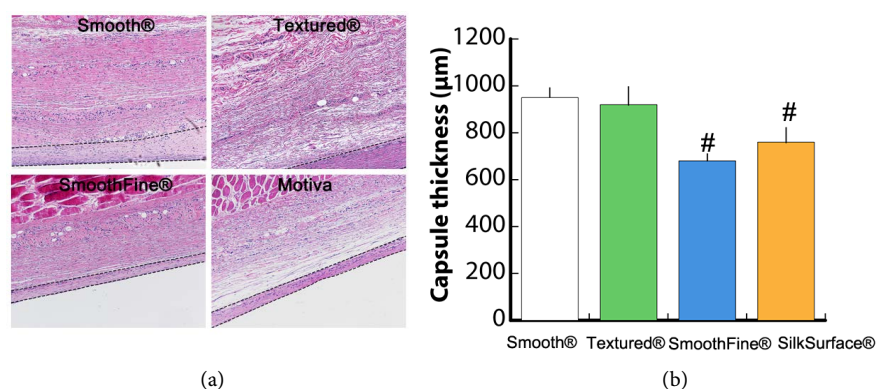 Smooth®
Textured®
SmoothFine®
Motiva
(a)
Capsule thickness (μm)
1200
1000
800
600
400
200
0
#
#
Smooth®
Textured®
SmoothFine®
SilkSurface®
(b)